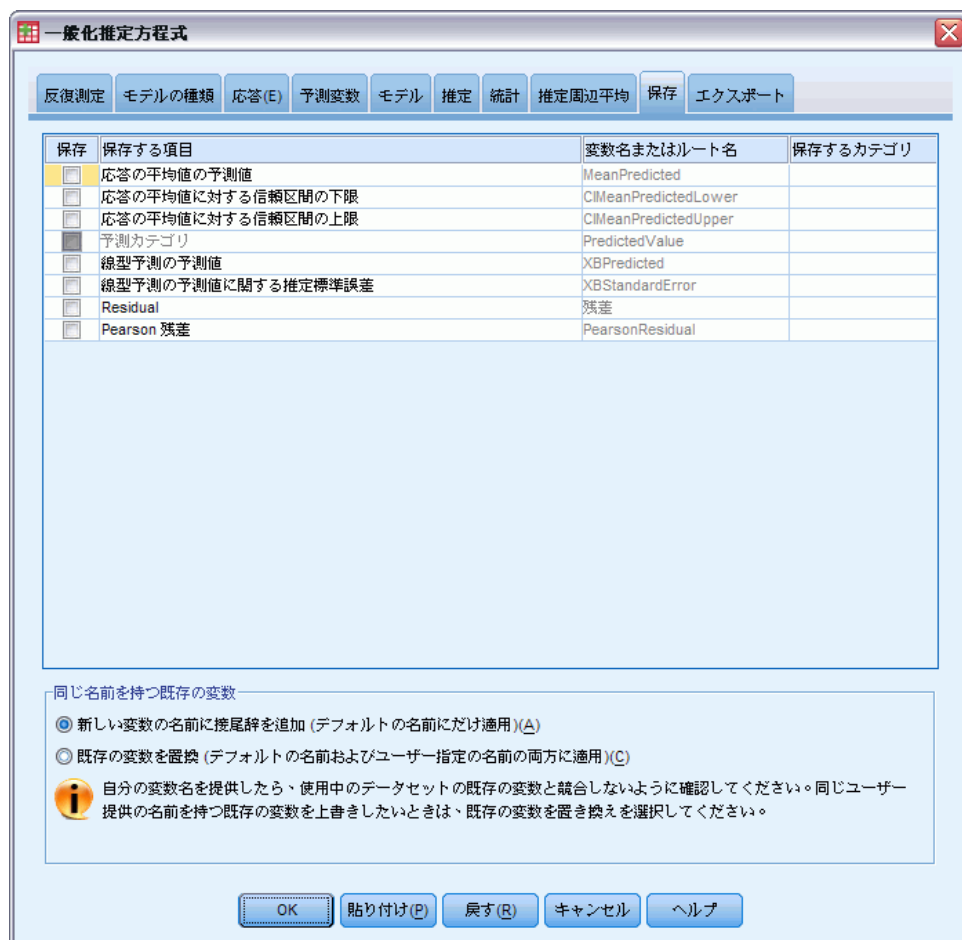 一般化推定方程式
反復測定 モデルの種類 応答(E) 予測変数 モデル 推定 統計 推定周辺平均 保存 エクスポート
保存 保存する項目 変数名またはルート名 保存するカテゴリ
応答の平均値の予測値 MeanPredicted
応答の平均値に対する信頼区間の下限 CIMeanPredictedLower
応答の平均値に対する信頼区間の上限 CIMeanPredictedUpper
予測カテゴリ PredictedValue
線型予測の予測値 XBPredicted
線型予測の予測値に関する推定標準誤差 XBStandardError
Residual 残差
Pearson 残差 PearsonResidual
同じ名前を持つ既存の変数
新しい変数の名前に接尾辞を追加 (デフォルトの名前にだけ適用)(A)
既存の変数を置換 (デフォルトの名前およびユーザー指定の名前の両方に適用)(C)
自分の変数名を提供したら、使用中のデータセットの既存の変数と競合しないように確認してください。同じユーザー
提供の名前を持つ既存の変数を上書きしたいときは、既存の変数を置き換えを選択してください。
OK 貼り付け(P) 戻す(R) キャンセル ヘルプ